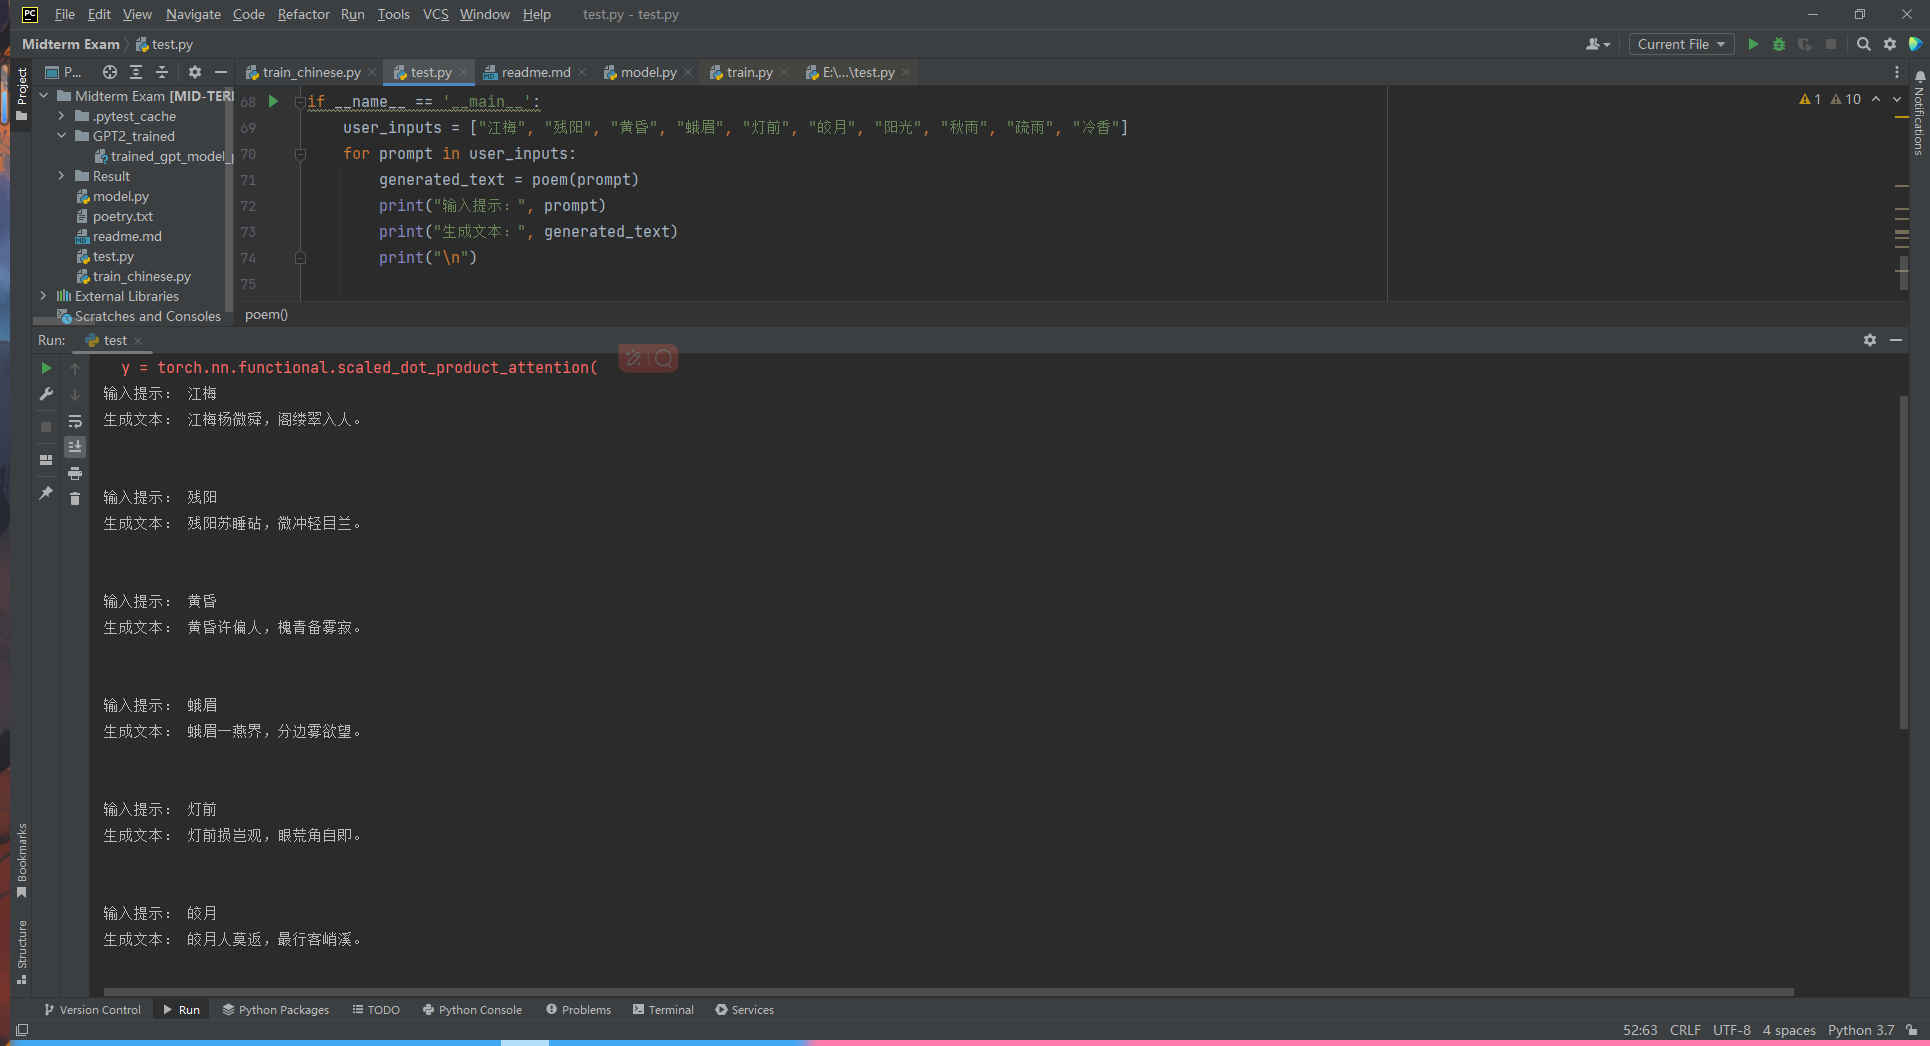 PC File Edit View Navigate Code Refactor Run Tools VCS Window Help test.py - test.py
Midterm Exam test.py Current File
Project P... train_chinese.py test.py readme.md model.py train.py E:\...\test.py
Midterm Exam [MID-TER
.pytest_cache
GPT2_trained
trained_gpt_model_
Result
model.py
poetry.txt
readme.md
test.py
train_chinese.py
External Libraries
Scratches and Consoles
68 if __name__ == '__main__':
69 user_inputs = ["江梅", "残阳", "黄昏", "蛾眉", "灯前", "皎月", "阳光", "秋雨", "疏雨", "冷香"]
70 for prompt in user_inputs:
71 generated_text = poem(prompt)
72 print("输入提示：", prompt)
73 print("生成文本：", generated_text)
74 print("\n")
75
1 10
Notifications
poem()
Run: test
y = torch.nn.functional.scaled_dot_product_attention(
输入提示： 江梅
生成文本： 江梅杨微舜，阁缕翠入人。
输入提示： 残阳
生成文本： 残阳苏睡砧，微冲轻目兰。
输入提示： 黄昏
生成文本： 黄昏许偏人，槐青备雾寂。
输入提示： 蛾眉
生成文本： 蛾眉一燕界，分边雾欲望。
输入提示： 灯前
生成文本： 灯前损岂观，眼荒角自即。
输入提示： 皎月
生成文本： 皎月人莫返，最行客峭溪。
Bookmarks
Structure
Version Control Run Python Packages TODO Python Console Problems Terminal Services
52:63 CRLF UTF-8 4 spaces Python 3.7